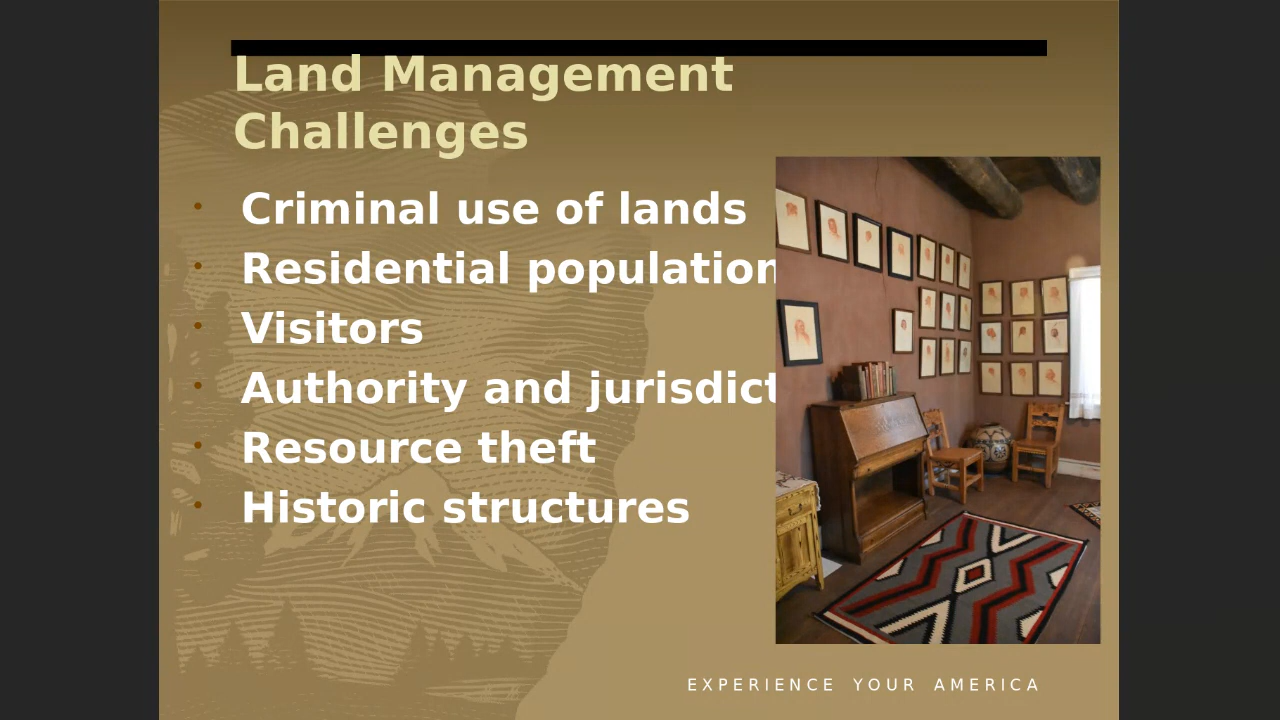 Land Management
Challenges
Criminal use of lands
Residential population
Visitors
Authority and jurisdict
Resource theft
Historic structures
EXPERIENCE YOUR AMERICA